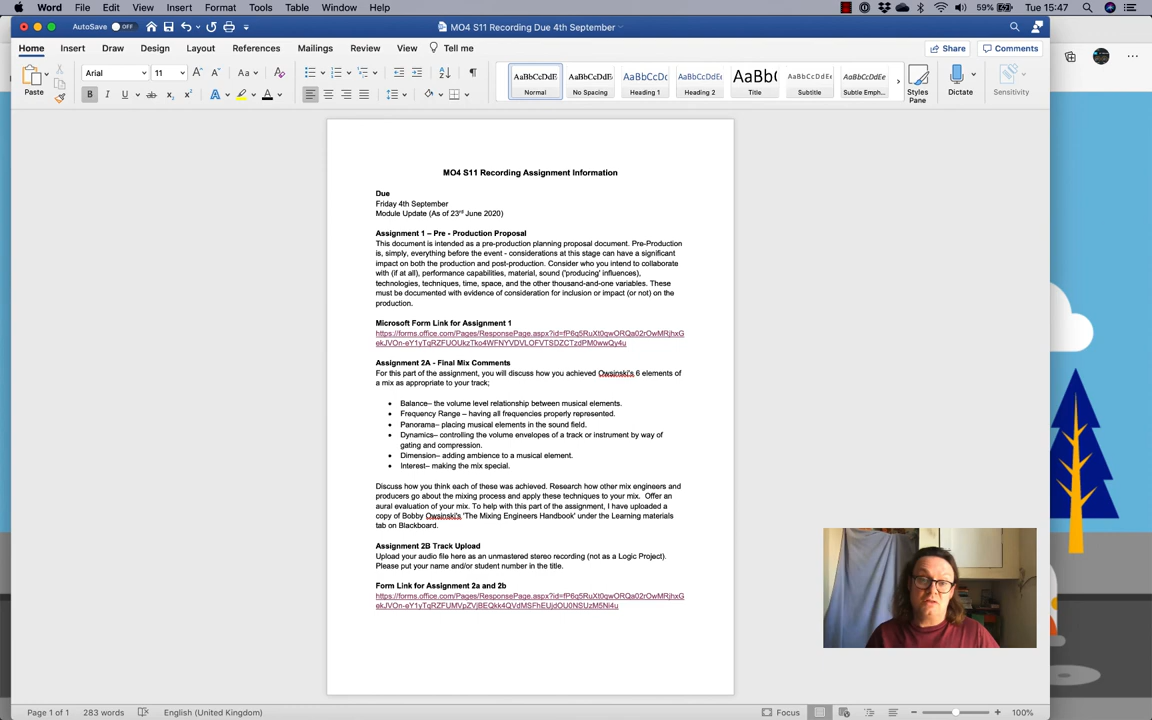 Word File Edit View Insert Format Tools Table Window Help 59% Tue 15:47
AutoSave OFF MO4 S11 Recording Due 4th September
Home Insert Draw Design Layout References Mailings Review View Tell me Share Comments
Paste Arial 11 AaBbCcDdE Normal AaBbCcDdE No Spacing AaBbCcDc Heading 1 AaBbCcDdE Heading 2 AaBb( Title AaBbCcDdE Subtitle AaBbCcDdE Subtle Emph... Styles Pane Dictate Sensitivity
MO4 S11 Recording Assignment Information
Due
Friday 4th September
Module Update (As of 23rd June 2020)
Assignment 1 – Pre - Production Proposal
This document is intended as a pre-production planning proposal document. Pre-Production
is, simply, everything before the event - considerations at this stage can have a significant
impact on both the production and post-production. Consider who you intend to collaborate
with (if at all), performance capabilities, material, sound ('producing' influences),
technologies, techniques, time, space, and the other thousand-and-one variables. These
must be documented with evidence of consideration for inclusion or impact (or not) on the
production.
Microsoft Form Link for Assignment 1
Assignment 2A - Final Mix Comments
For this part of the assignment, you will discuss how you achieved Owsinski's 6 elements of
a mix as appropriate to your track;
• Balance– the volume level relationship between musical elements.
• Frequency Range – having all frequencies properly represented.
• Panorama– placing musical elements in the sound field.
• Dynamics– controlling the volume envelopes of a track or instrument by way of
gating and compression.
• Dimension– adding ambience to a musical element.
• Interest– making the mix special.
Discuss how you think each of these was achieved. Research how other mix engineers and
producers go about the mixing process and apply these techniques to your mix. Offer an
aural evaluation of your mix. To help with this part of the assignment, I have uploaded a
copy of Bobby Owsinski's 'The Mixing Engineers Handbook' under the Learning materials
tab on Blackboard.
Assignment 2B Track Upload
Upload your audio file here as an unmastered stereo recording (not as a Logic Project).
Please put your name and/or student number in the title.
Form Link for Assignment 2a and 2b
Page 1 of 1 283 words English (United Kingdom) Focus 100%